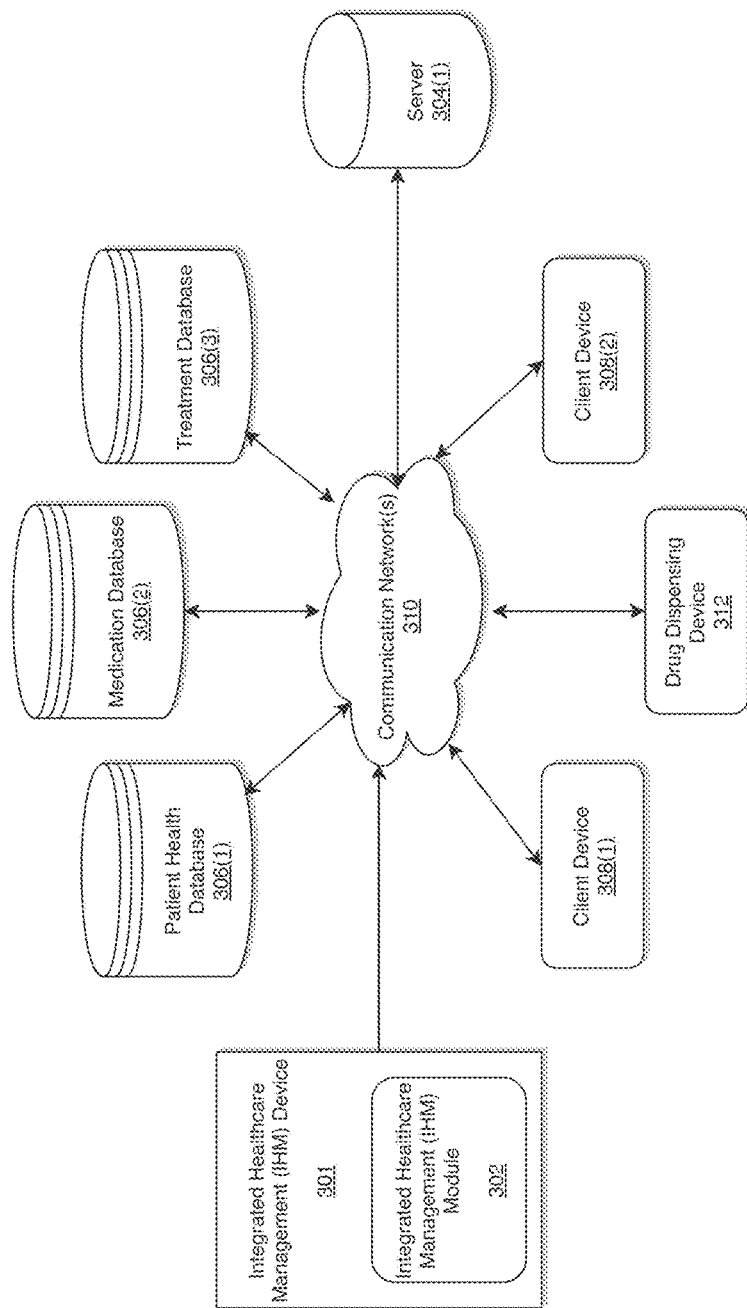 Integrated Healthcare
Management (IHM) Device
301
Integrated Healthcare
Management (IHM)
Module
302
Patient Health
Database
306(1)
Medication Database
306(2)
Treatment Database
306(3)
Communication Network(s)
310
Server
304(1)
Client Device
308(1)
Drug Dispensing
Device
312
Client Device
308(2)